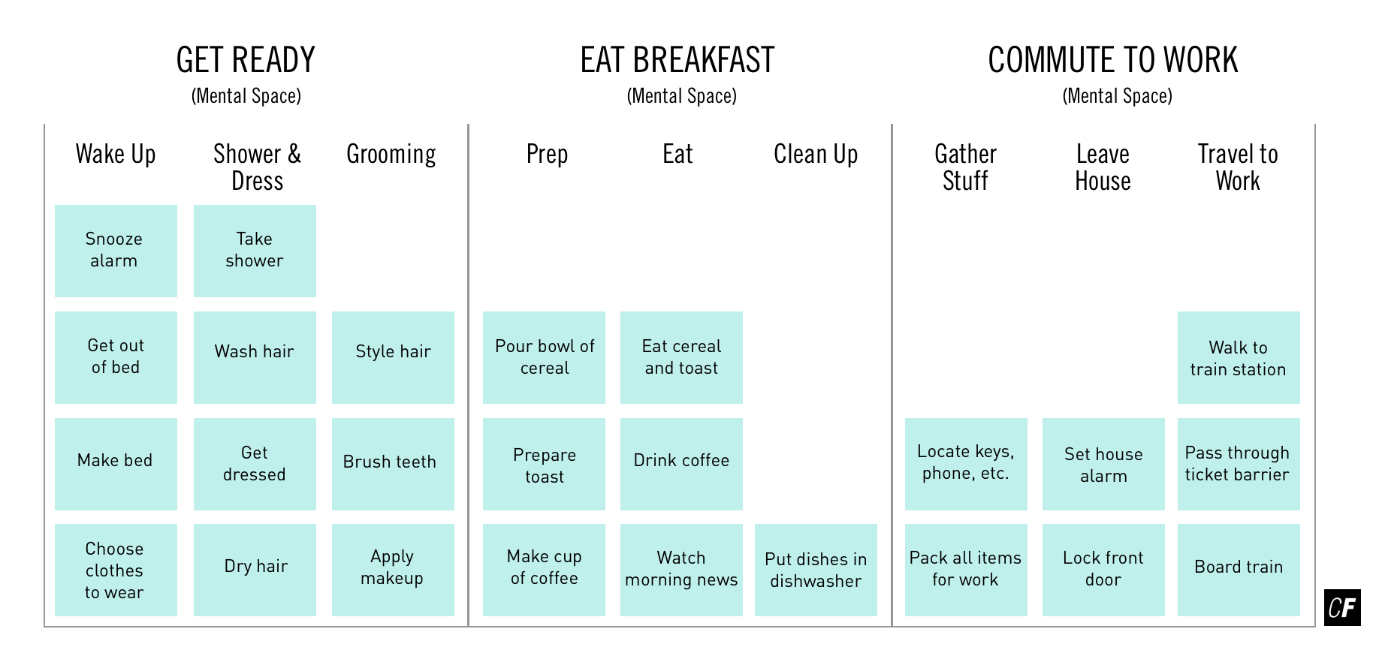 GET READY
(Mental Space)
EAT BREAKFAST
(Mental Space)
COMMUTE TO WORK
(Mental Space)
Wake Up
Shower &
Dress
Grooming
Prep
Eat
Clean Up
Gather
Stuff
Leave
House
Travel to
Work
Snooze
alarm
Take
shower
Get out
of bed
Wash hair
Style hair
Pour bowl of
cereal
Eat cereal
and toast
Walk to
train station
Make bed
Get
dressed
Brush teeth
Prepare
toast
Drink coffee
Locate keys,
phone, etc.
Set house
alarm
Pass through
ticket barrier
Choose
clothes
to wear
Dry hair
Apply
makeup
Make cup
of coffee
Watch
morning news
Put dishes in
dishwasher
Pack all items
for work
Lock front
door
Board train
CF